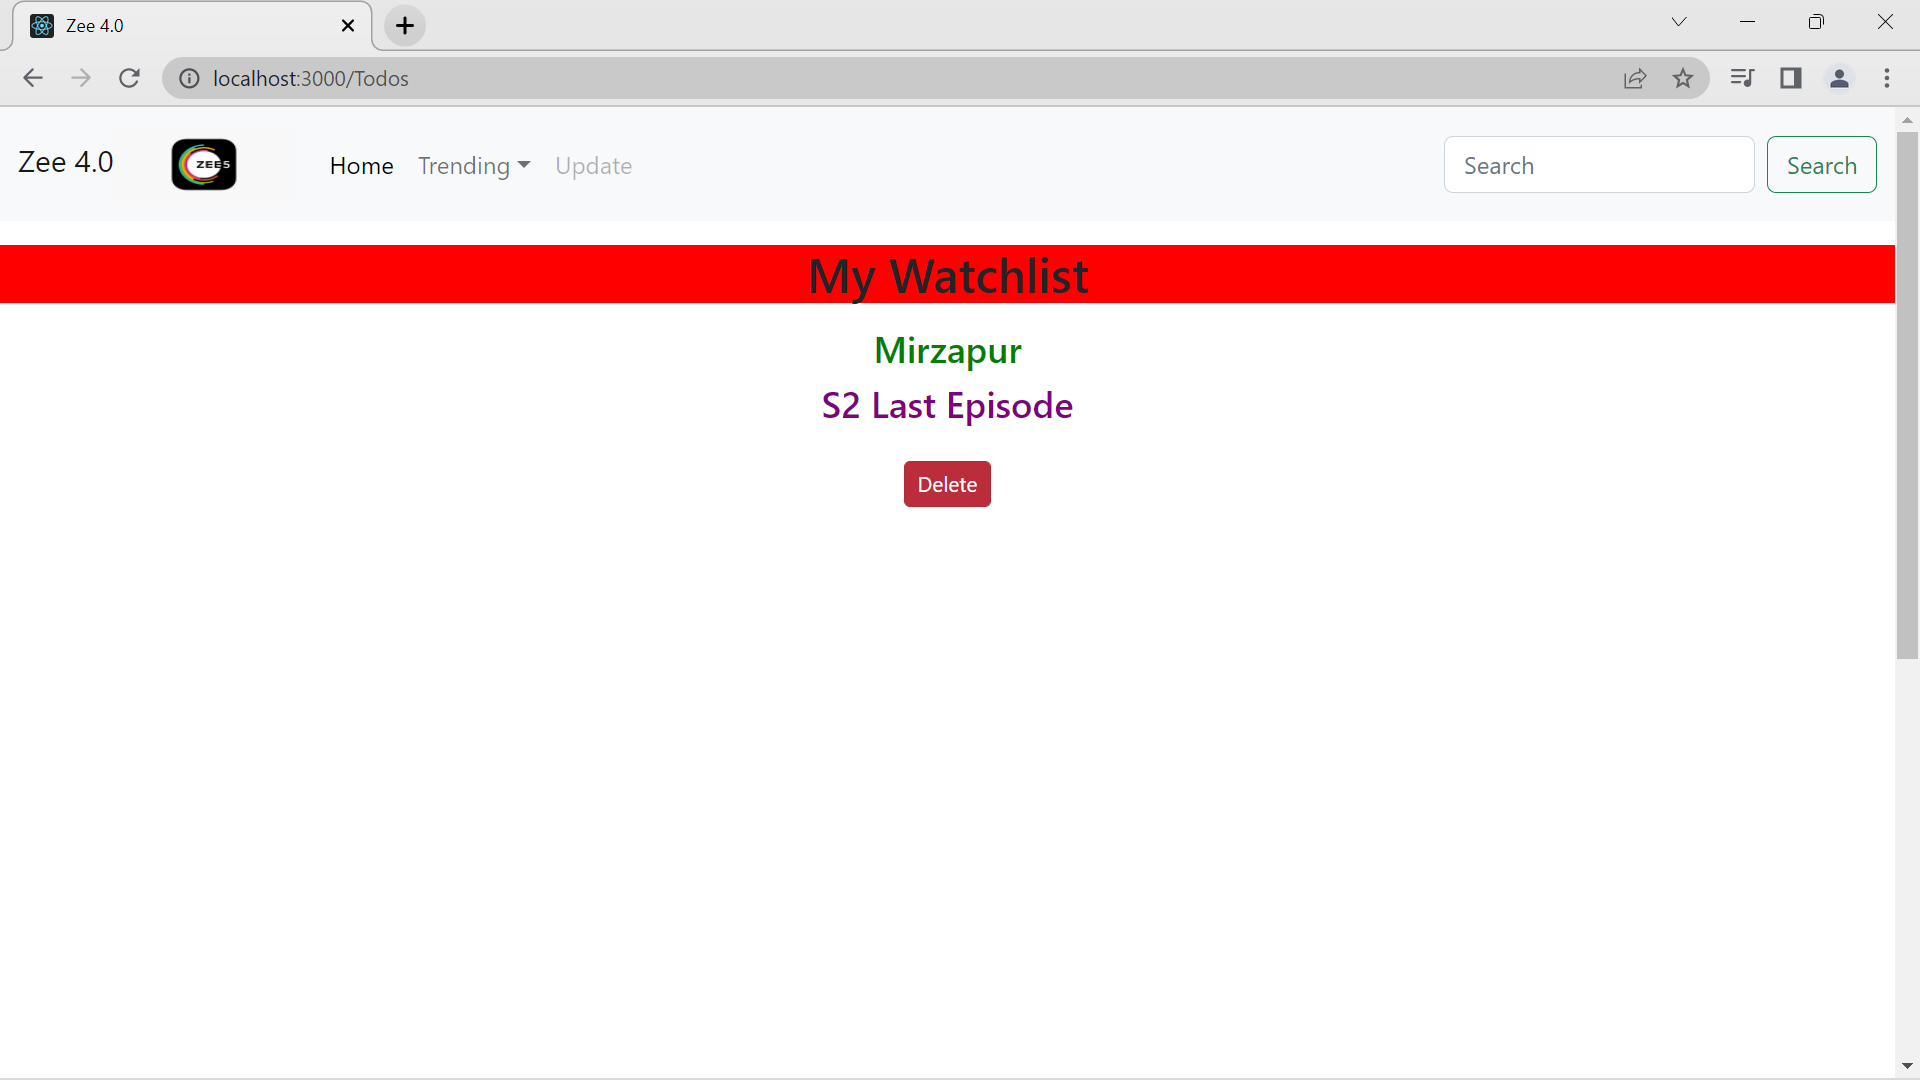 Zee 4.0
localhost:3000/Todos
Zee 4.0
ZEE5
Home
Trending
Update
Search
Search
My Watchlist
Mirzapur
S2 Last Episode
Delete